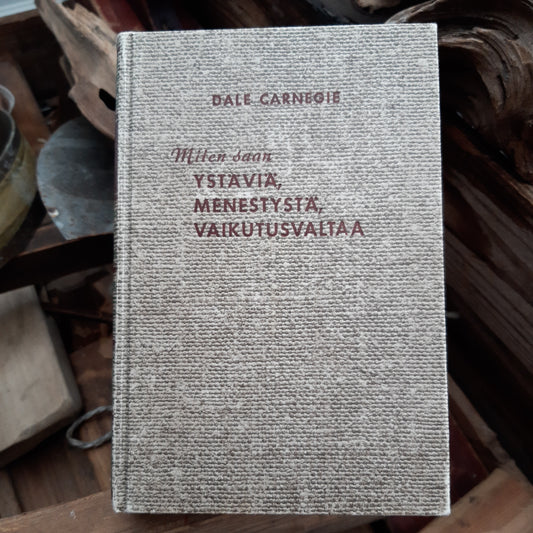 DALE CARNEGIE
Miten saan
YSTÄVIÄ,
MENESTYSTÄ,
VAIKUTUSVALTAA